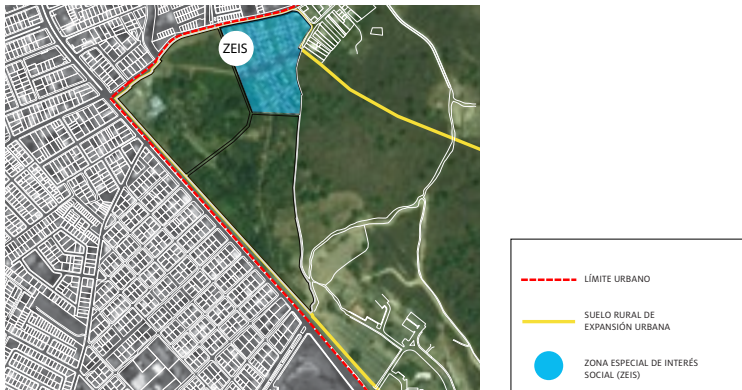 ZEIS
LÍMITE URBANO
SUELO RURAL DE
EXPANSIÓN URBANA
ZONA ESPECIAL DE INTERÉS
SOCIAL (ZEIS)